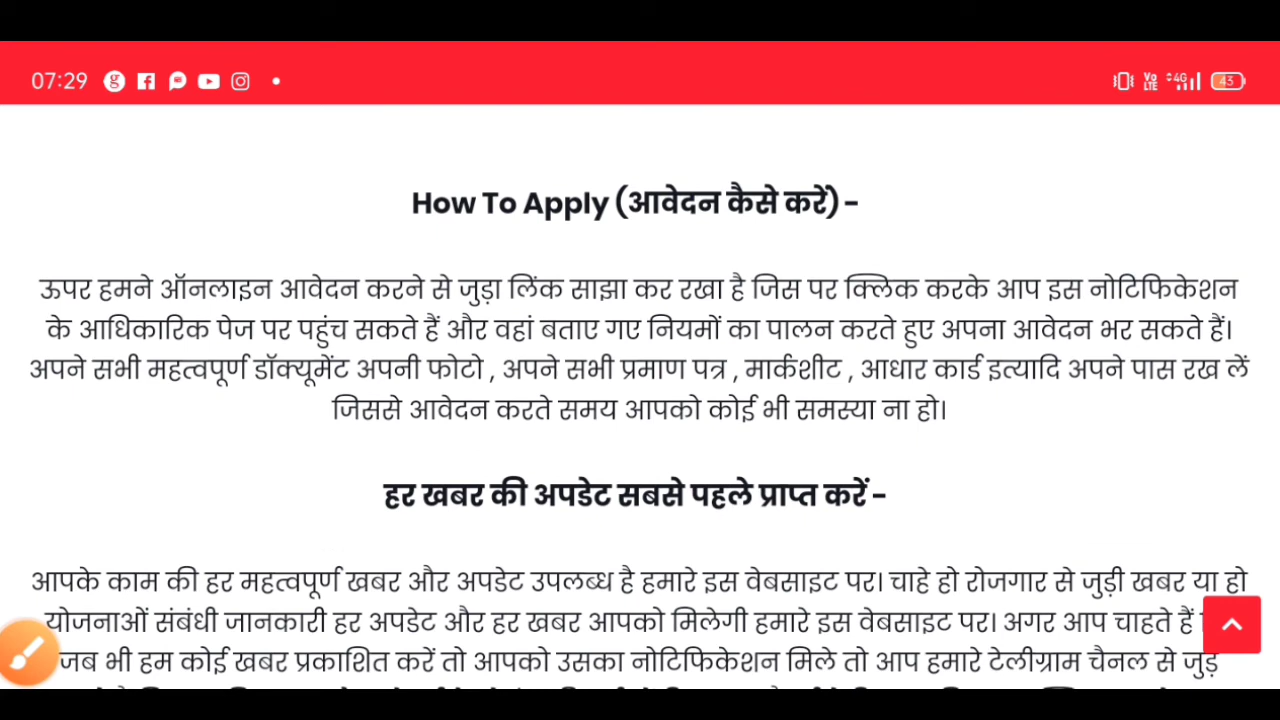 07:29
Vo LTE 4G 43
How To Apply (आवेदन कैसे करें) -
ऊपर हमने ऑनलाइन आवेदन करने से जुड़ा लिंक साझा कर रखा है जिस पर क्लिक करके आप इस नोटिफिकेशन
के आधिकारिक पेज पर पहुंच सकते हैं और वहां बताए गए नियमों का पालन करते हुए अपना आवेदन भर सकते हैं।
अपने सभी महत्वपूर्ण डॉक्यूमेंट अपनी फोटो , अपने सभी प्रमाण पत्र , मार्कशीट , आधार कार्ड इत्यादि अपने पास रख लें
जिससे आवेदन करते समय आपको कोई भी समस्या ना हो।
हर खबर की अपडेट सबसे पहले प्राप्त करें -
आपके काम की हर महत्वपूर्ण खबर और अपडेट उपलब्ध है हमारे इस वेबसाइट पर। चाहे हो रोजगार से जुड़ी खबर या हो
योजनाओं संबंधी जानकारी हर अपडेट और हर खबर आपको मिलेगी हमारे इस वेबसाइट पर। अगर आप चाहते हैं
जब भी हम कोई खबर प्रकाशित करें तो आपको उसका नोटिफिकेशन मिले तो आप हमारे टेलीग्राम चैनल से जुड़